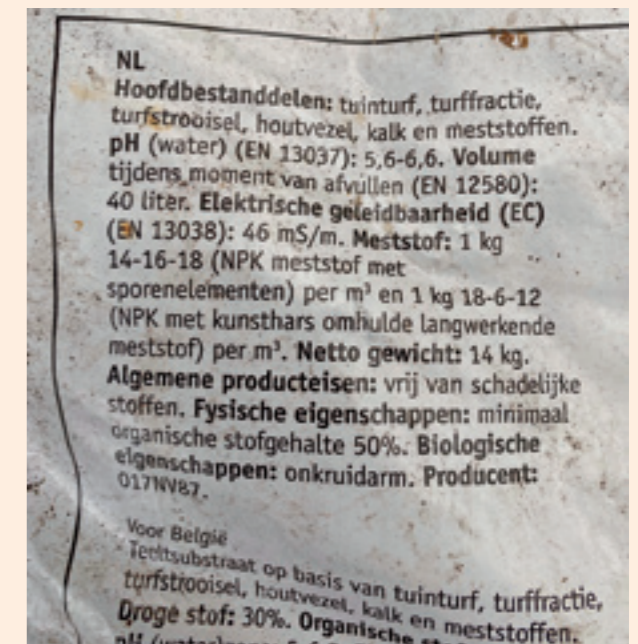 NL
Hoofdbestanddelen: tuinturf, turffractie,
turfstrooisel, houtvezel, kalk en meststoffen.
pH (water) (EN 13037): 5,6-6,6. Volume
tijdens moment van afvullen (EN 12580):
40 liter. Elektrische geleidbaarheid (EC)
(EN 13038): 46 mS/m. Meststof: 1 kg
14-16-18 (NPK meststof met
sporenelementen) per m³ en 1 kg 18-6-12
(NPK met kunsthars omhulde langwerkende
meststof) per m³. Netto gewicht: 14 kg.
Algemene producteisen: vrij van schadelijke
stoffen. Fysische eigenschappen: minimaal
organische stofgehalte 50%. Biologische
eigenschappen: onkruidarm. Producent:
017NV87.
Voor België
Teeltsubstraat op basis van tuinturf, turffractie,
turfstrooisel, houtvezel, kalk en meststoffen.
Droge stof: 30%. Organische